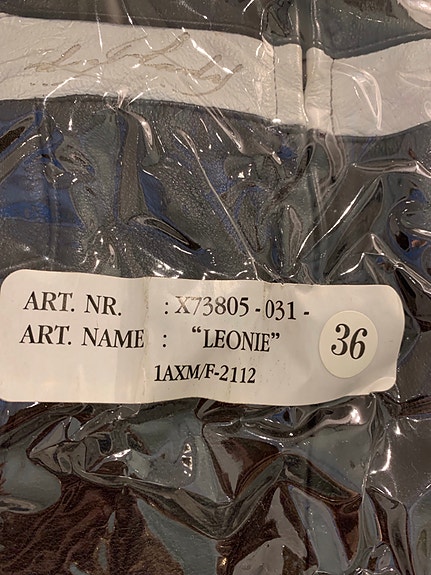 ART. NR. : X73805 - 031 -
ART. NAME : “LEONIE”
36
1AXM/F-2112